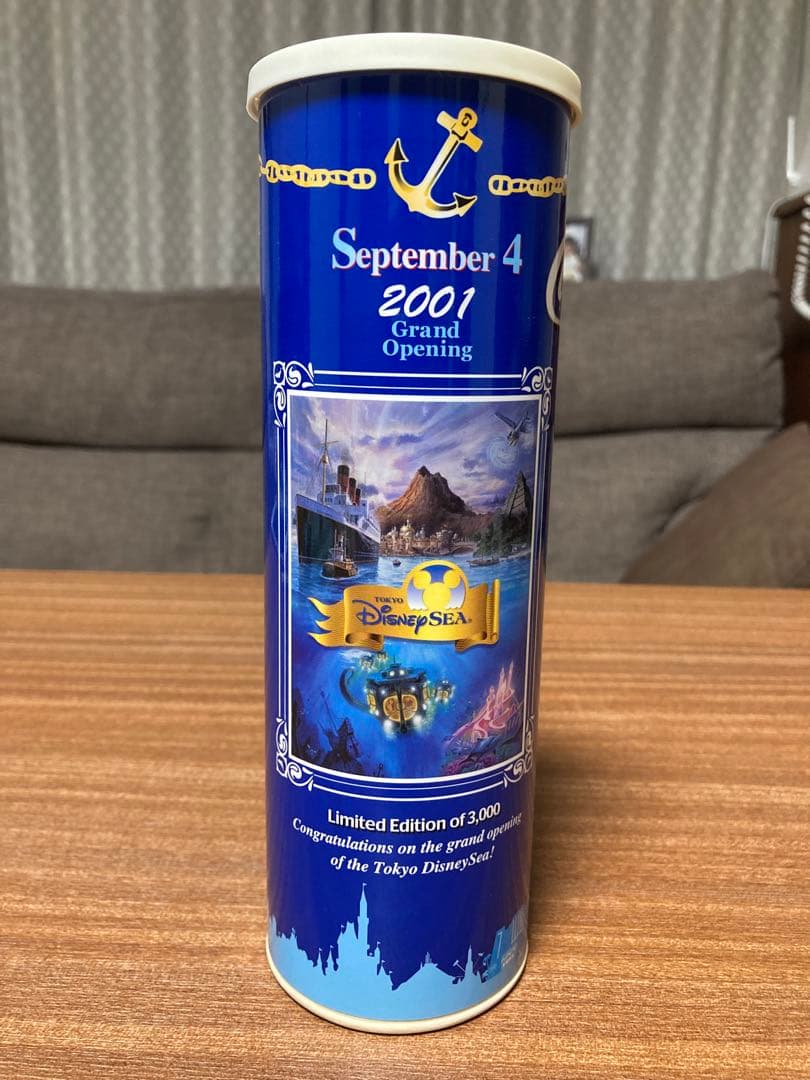 September 4
2001
Grand
Opening
TOKYO
DISNEYSEA®
Limited Edition of 3,000
Congratulations on the grand opening
of the Tokyo DisneySea!